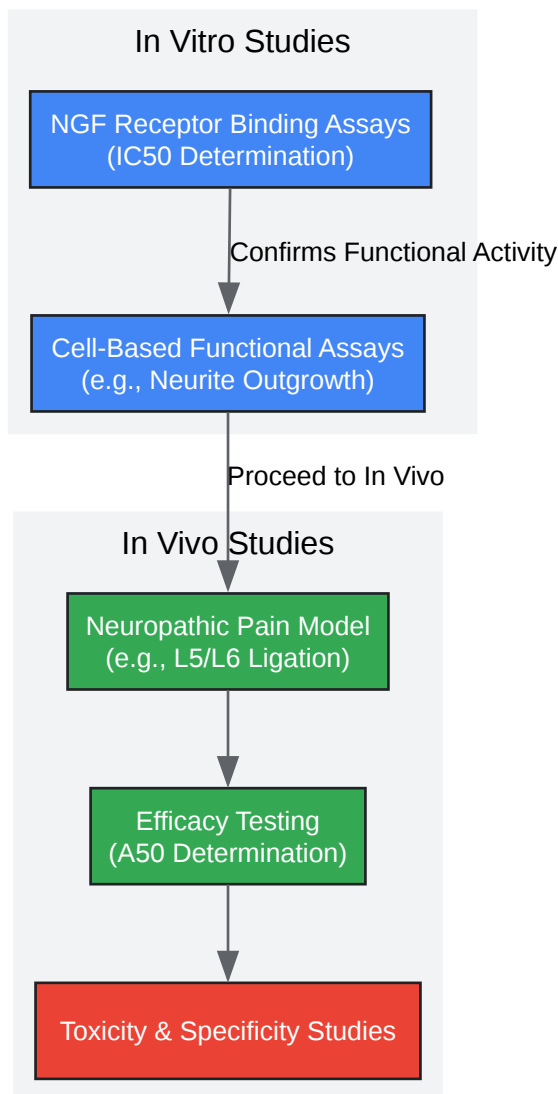 In Vitro Studies
NGF Receptor Binding Assays
(IC50 Determination)
Confirms Functional Activity
Cell-Based Functional Assays
(e.g., Neurite Outgrowth)
Proceed to In Vivo
In Vivo Studies
Neuropathic Pain Model
(e.g., L5/L6 Ligation)
Efficacy Testing
(A50 Determination)
Toxicity & Specificity Studies